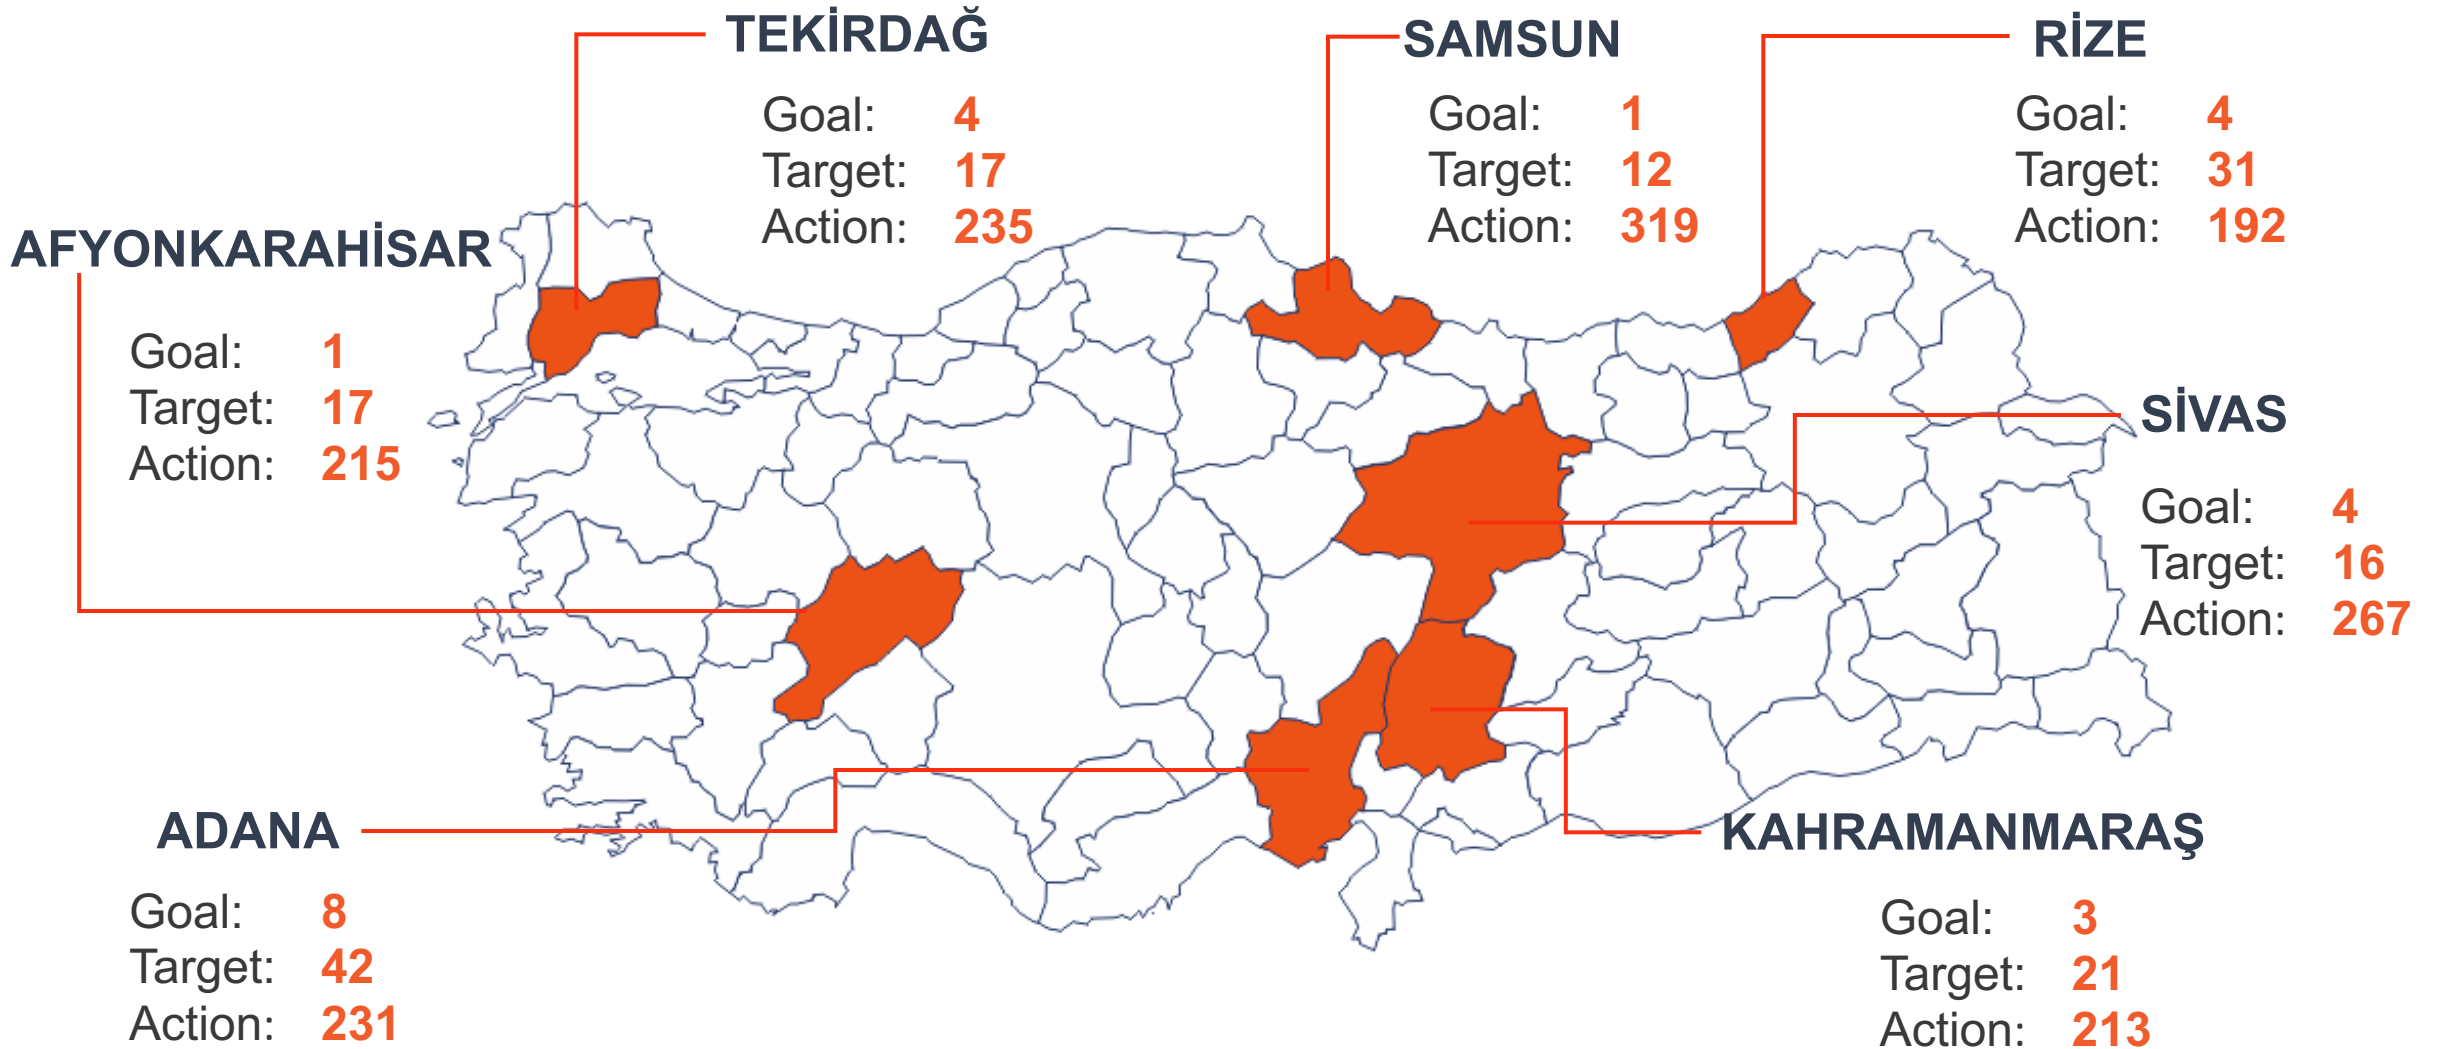 TEKİRDAĞ
Goal: 4
Target: 17
Action: 235
SAMSUN
Goal: 1
Target: 12
Action: 319
RİZE
Goal: 4
Target: 31
Action: 192
AFYONKARAHİSAR
Goal: 1
Target: 17
Action: 215
SİVAS
Goal: 4
Target: 16
Action: 267
ADANA
Goal: 8
Target: 42
Action: 231
KAHRAMANMARAŞ
Goal: 3
Target: 21
Action: 213